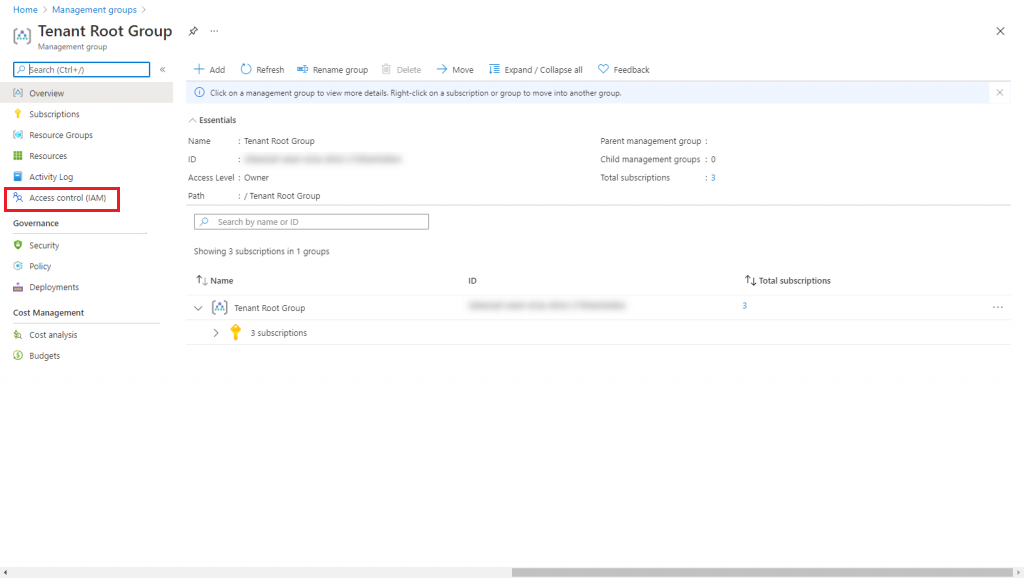 Home > Management groups >
Tenant Root Group
Management group
Search (Ctrl+/)
Overview
Subscriptions
Resource Groups
Resources
Activity Log
Access control (IAM)
Governance
Security
Policy
Deployments
Cost Management
Cost analysis
Budgets
Add Refresh Rename group Delete Move Expand / Collapse all Feedback
Click on a management group to view more details. Right-click on a subscription or group to move into another group.
Essentials
Name : Tenant Root Group Parent management group :
ID : Child management groups : 0
Access Level : Owner Total subscriptions : 3
Path : / Tenant Root Group
Search by name or ID
Showing 3 subscriptions in 1 groups
Name ID Total subscriptions
Tenant Root Group 3
3 subscriptions